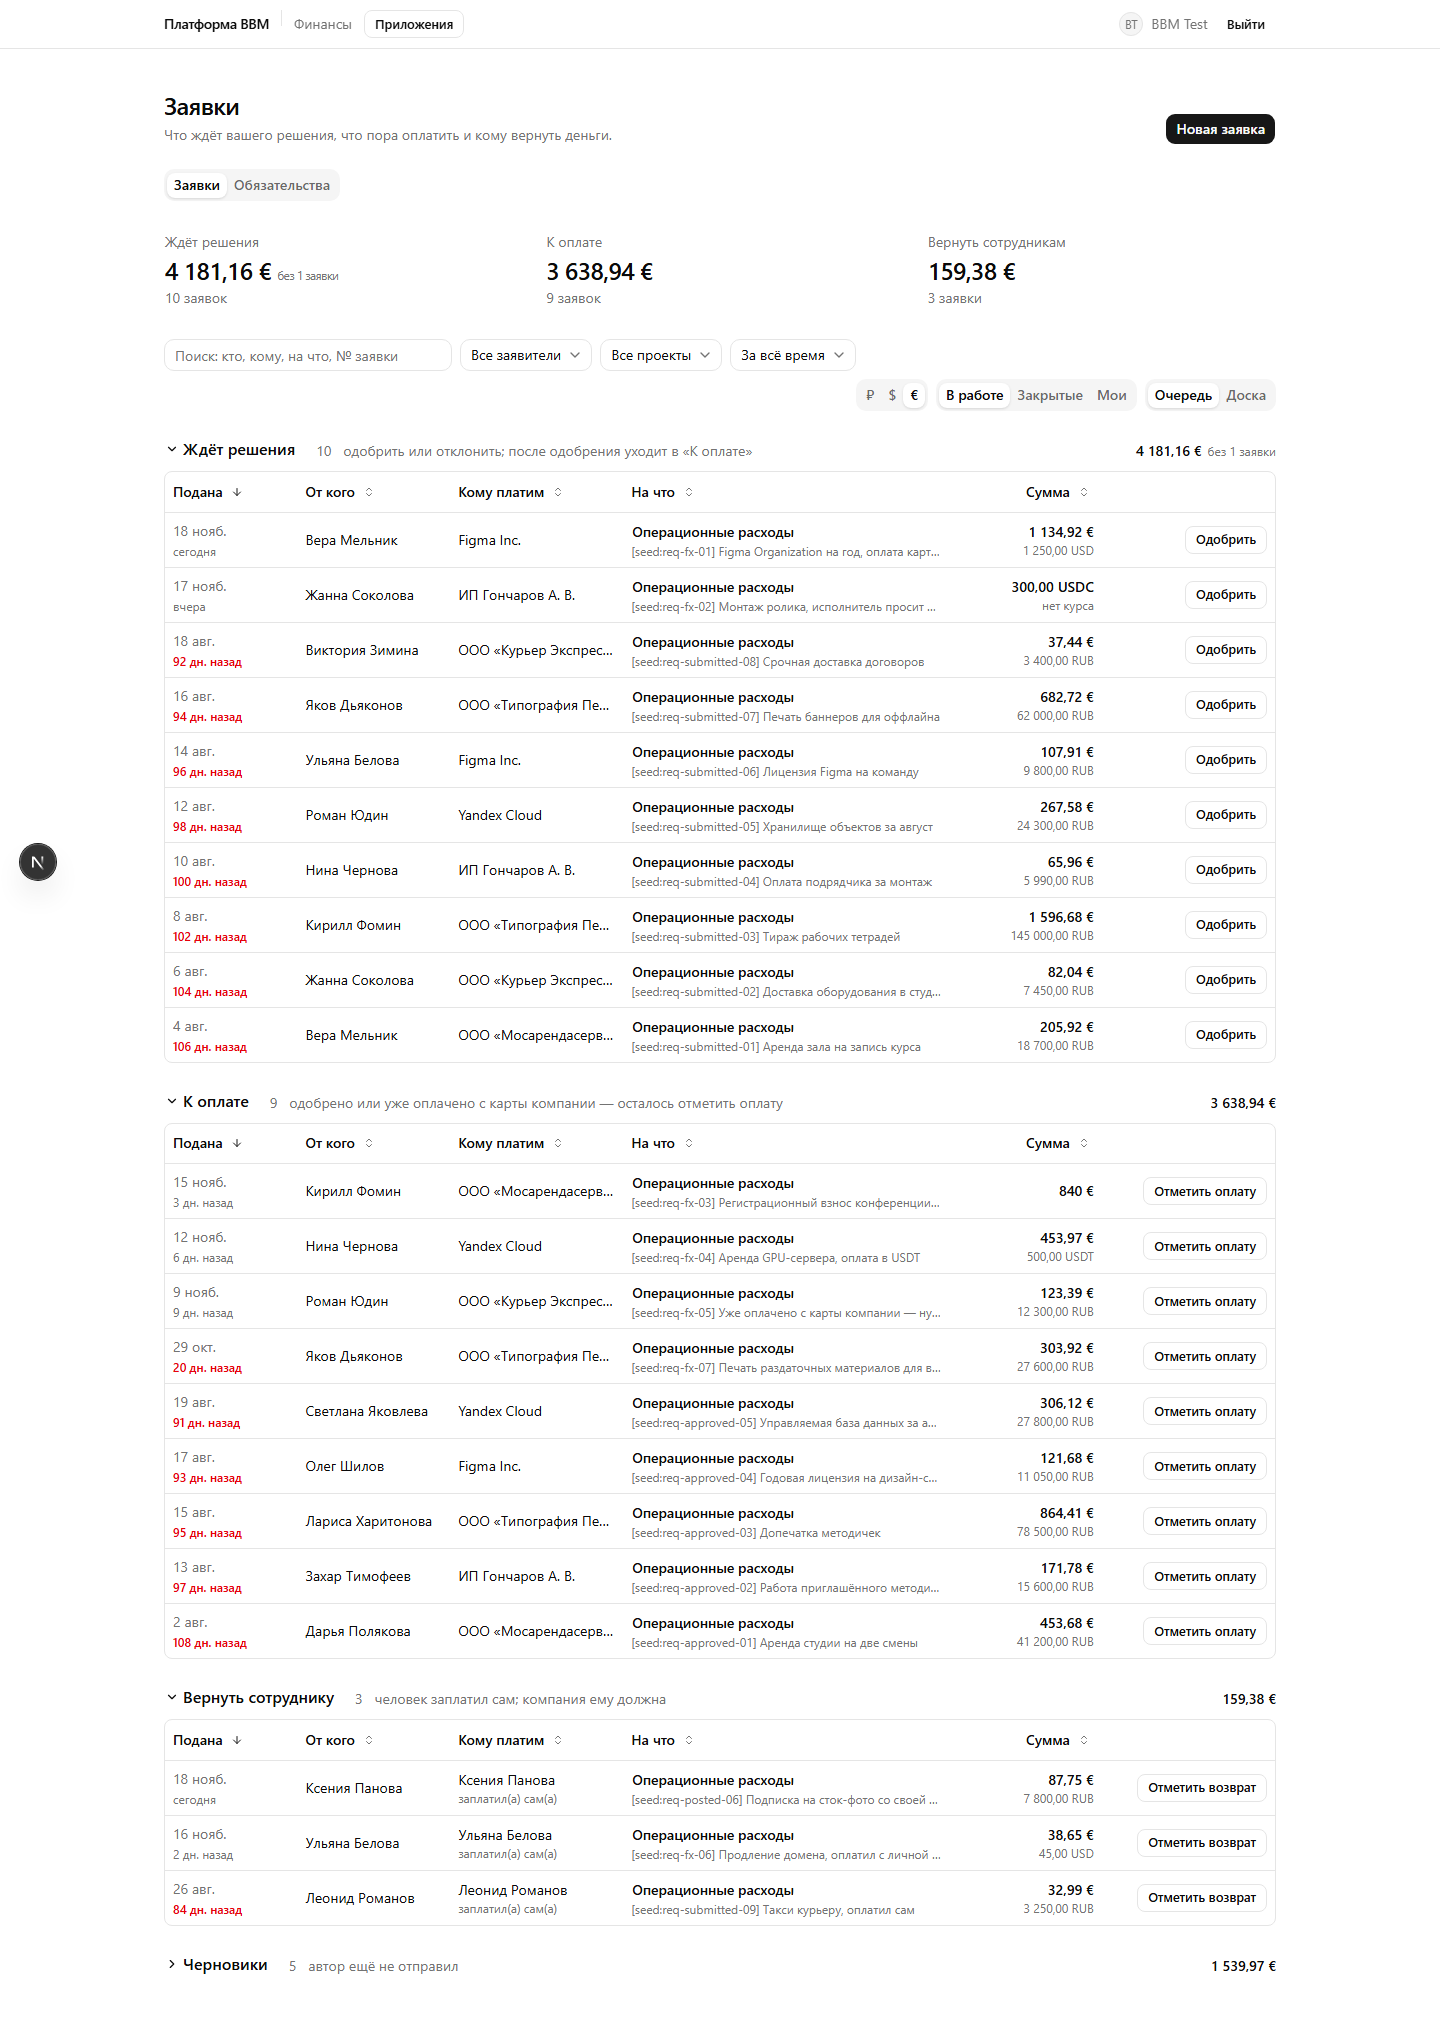 Платформа BBM Финансы Приложения BT BBM Test Выйти
Заявки
Что ждёт вашего решения, что пора оплатить и кому вернуть деньги.
Новая заявка
Заявки Обязательства
Ждёт решения К оплате Вернуть сотрудникам
4 181,16 € без 1 заявки 3 638,94 € 159,38 €
10 заявок 9 заявок 3 заявки
Поиск: кто, кому, на что, № заявки Все заявители Все проекты За всё время
₽ $ € В работе Закрытые Мои Очередь Доска
Ждёт решения 10 одобрить или отклонить; после одобрения уходит в «К оплате» 4 181,16 € без 1 заявки
Подана От кого Кому платим На что Сумма
18 нояб. Операционные расходы 1 134,92 €
Вера Мельник Figma Inc. Одобрить
сегодня [seed:req-fx-01] Figma Organization на год, оплата карт... 1 250,00 USD
17 нояб. Операционные расходы 300,00 USDC
Жанна Соколова ИП Гончаров А. В. Одобрить
вчера [seed:req-fx-02] Монтаж ролика, исполнитель просит ... нет курса
18 авг. Операционные расходы 37,44 €
Виктория Зимина ООО «Курьер Экспрес... Одобрить
92 дн. назад [seed:req-submitted-08] Срочная доставка договоров 3 400,00 RUB
16 авг. Операционные расходы 682,72 €
Яков Дьяконов ООО «Типография Пе... Одобрить
94 дн. назад [seed:req-submitted-07] Печать баннеров для оффлайна 62 000,00 RUB
14 авг. Операционные расходы 107,91 €
Ульяна Белова Figma Inc. Одобрить
96 дн. назад [seed:req-submitted-06] Лицензия Figma на команду 9 800,00 RUB
12 авг. Операционные расходы 267,58 €
Роман Юдин Yandex Cloud Одобрить
98 дн. назад [seed:req-submitted-05] Хранилище объектов за август 24 300,00 RUB
10 авг. Операционные расходы 65,96 €
Нина Чернова ИП Гончаров А. В. Одобрить
100 дн. назад [seed:req-submitted-04] Оплата подрядчика за монтаж 5 990,00 RUB
8 авг. Операционные расходы 1 596,68 €
Кирилл Фомин ООО «Типография Пе... Одобрить
102 дн. назад [seed:req-submitted-03] Тираж рабочих тетрадей 145 000,00 RUB
6 авг. Операционные расходы 82,04 €
Жанна Соколова ООО «Курьер Экспрес... Одобрить
104 дн. назад [seed:req-submitted-02] Доставка оборудования в студ... 7 450,00 RUB
4 авг. Операционные расходы 205,92 €
Вера Мельник ООО «Мосарендасерв... Одобрить
106 дн. назад [seed:req-submitted-01] Аренда зала на запись курса 18 700,00 RUB
К оплате 9 одобрено или уже оплачено с карты компании — осталось отметить оплату 3 638,94 €
Подана От кого Кому платим На что Сумма
15 нояб. Операционные расходы
Кирилл Фомин ООО «Мосарендасерв... 840 € Отметить оплату
3 дн. назад [seed:req-fx-03] Регистрационный взнос конференции...
12 нояб. Операционные расходы 453,97 €
Нина Чернова Yandex Cloud Отметить оплату
6 дн. назад [seed:req-fx-04] Аренда GPU-сервера, оплата в USDT 500,00 USDT
9 нояб. Операционные расходы 123,39 €
Роман Юдин ООО «Курьер Экспрес... Отметить оплату
9 дн. назад [seed:req-fx-05] Уже оплачено с карты компании — ну... 12 300,00 RUB
29 окт. Операционные расходы 303,92 €
Яков Дьяконов ООО «Типография Пе... Отметить оплату
20 дн. назад [seed:req-fx-07] Печать раздаточных материалов для в... 27 600,00 RUB
19 авг. Операционные расходы 306,12 €
Светлана Яковлева Yandex Cloud Отметить оплату
91 дн. назад [seed:req-approved-05] Управляемая база данных за а... 27 800,00 RUB
17 авг. Операционные расходы 121,68 €
Олег Шилов Figma Inc. Отметить оплату
93 дн. назад [seed:req-approved-04] Годовая лицензия на дизайн-с... 11 050,00 RUB
15 авг. Операционные расходы 864,41 €
Лариса Харитонова ООО «Типография Пе... Отметить оплату
95 дн. назад [seed:req-approved-03] Допечатка методичек 78 500,00 RUB
13 авг. Операционные расходы 171,78 €
Захар Тимофеев ИП Гончаров А. В. Отметить оплату
97 дн. назад [seed:req-approved-02] Работа приглашённого методи... 15 600,00 RUB
2 авг. Операционные расходы 453,68 €
Дарья Полякова ООО «Мосарендасерв... Отметить оплату
108 дн. назад [seed:req-approved-01] Аренда студии на две смены 41 200,00 RUB
Вернуть сотруднику 3 человек заплатил сам; компания ему должна 159,38 €
Подана От кого Кому платим На что Сумма
18 нояб. Ксения Панова Операционные расходы 87,75 €
Ксения Панова Отметить возврат
сегодня заплатил(а) сам(а) [seed:req-posted-06] Подписка на сток-фото со своей ... 7 800,00 RUB
16 нояб. Ульяна Белова Операционные расходы 38,65 €
Ульяна Белова Отметить возврат
2 дн. назад заплатил(а) сам(а) [seed:req-fx-06] Продление домена, оплатил с личной ... 45,00 USD
26 авг. Леонид Романов Операционные расходы 32,99 €
Леонид Романов Отметить возврат
84 дн. назад заплатил(а) сам(а) [seed:req-submitted-09] Такси курьеру, оплатил сам 3 250,00 RUB
Черновики 5 автор ещё не отправил 1 539,97 €